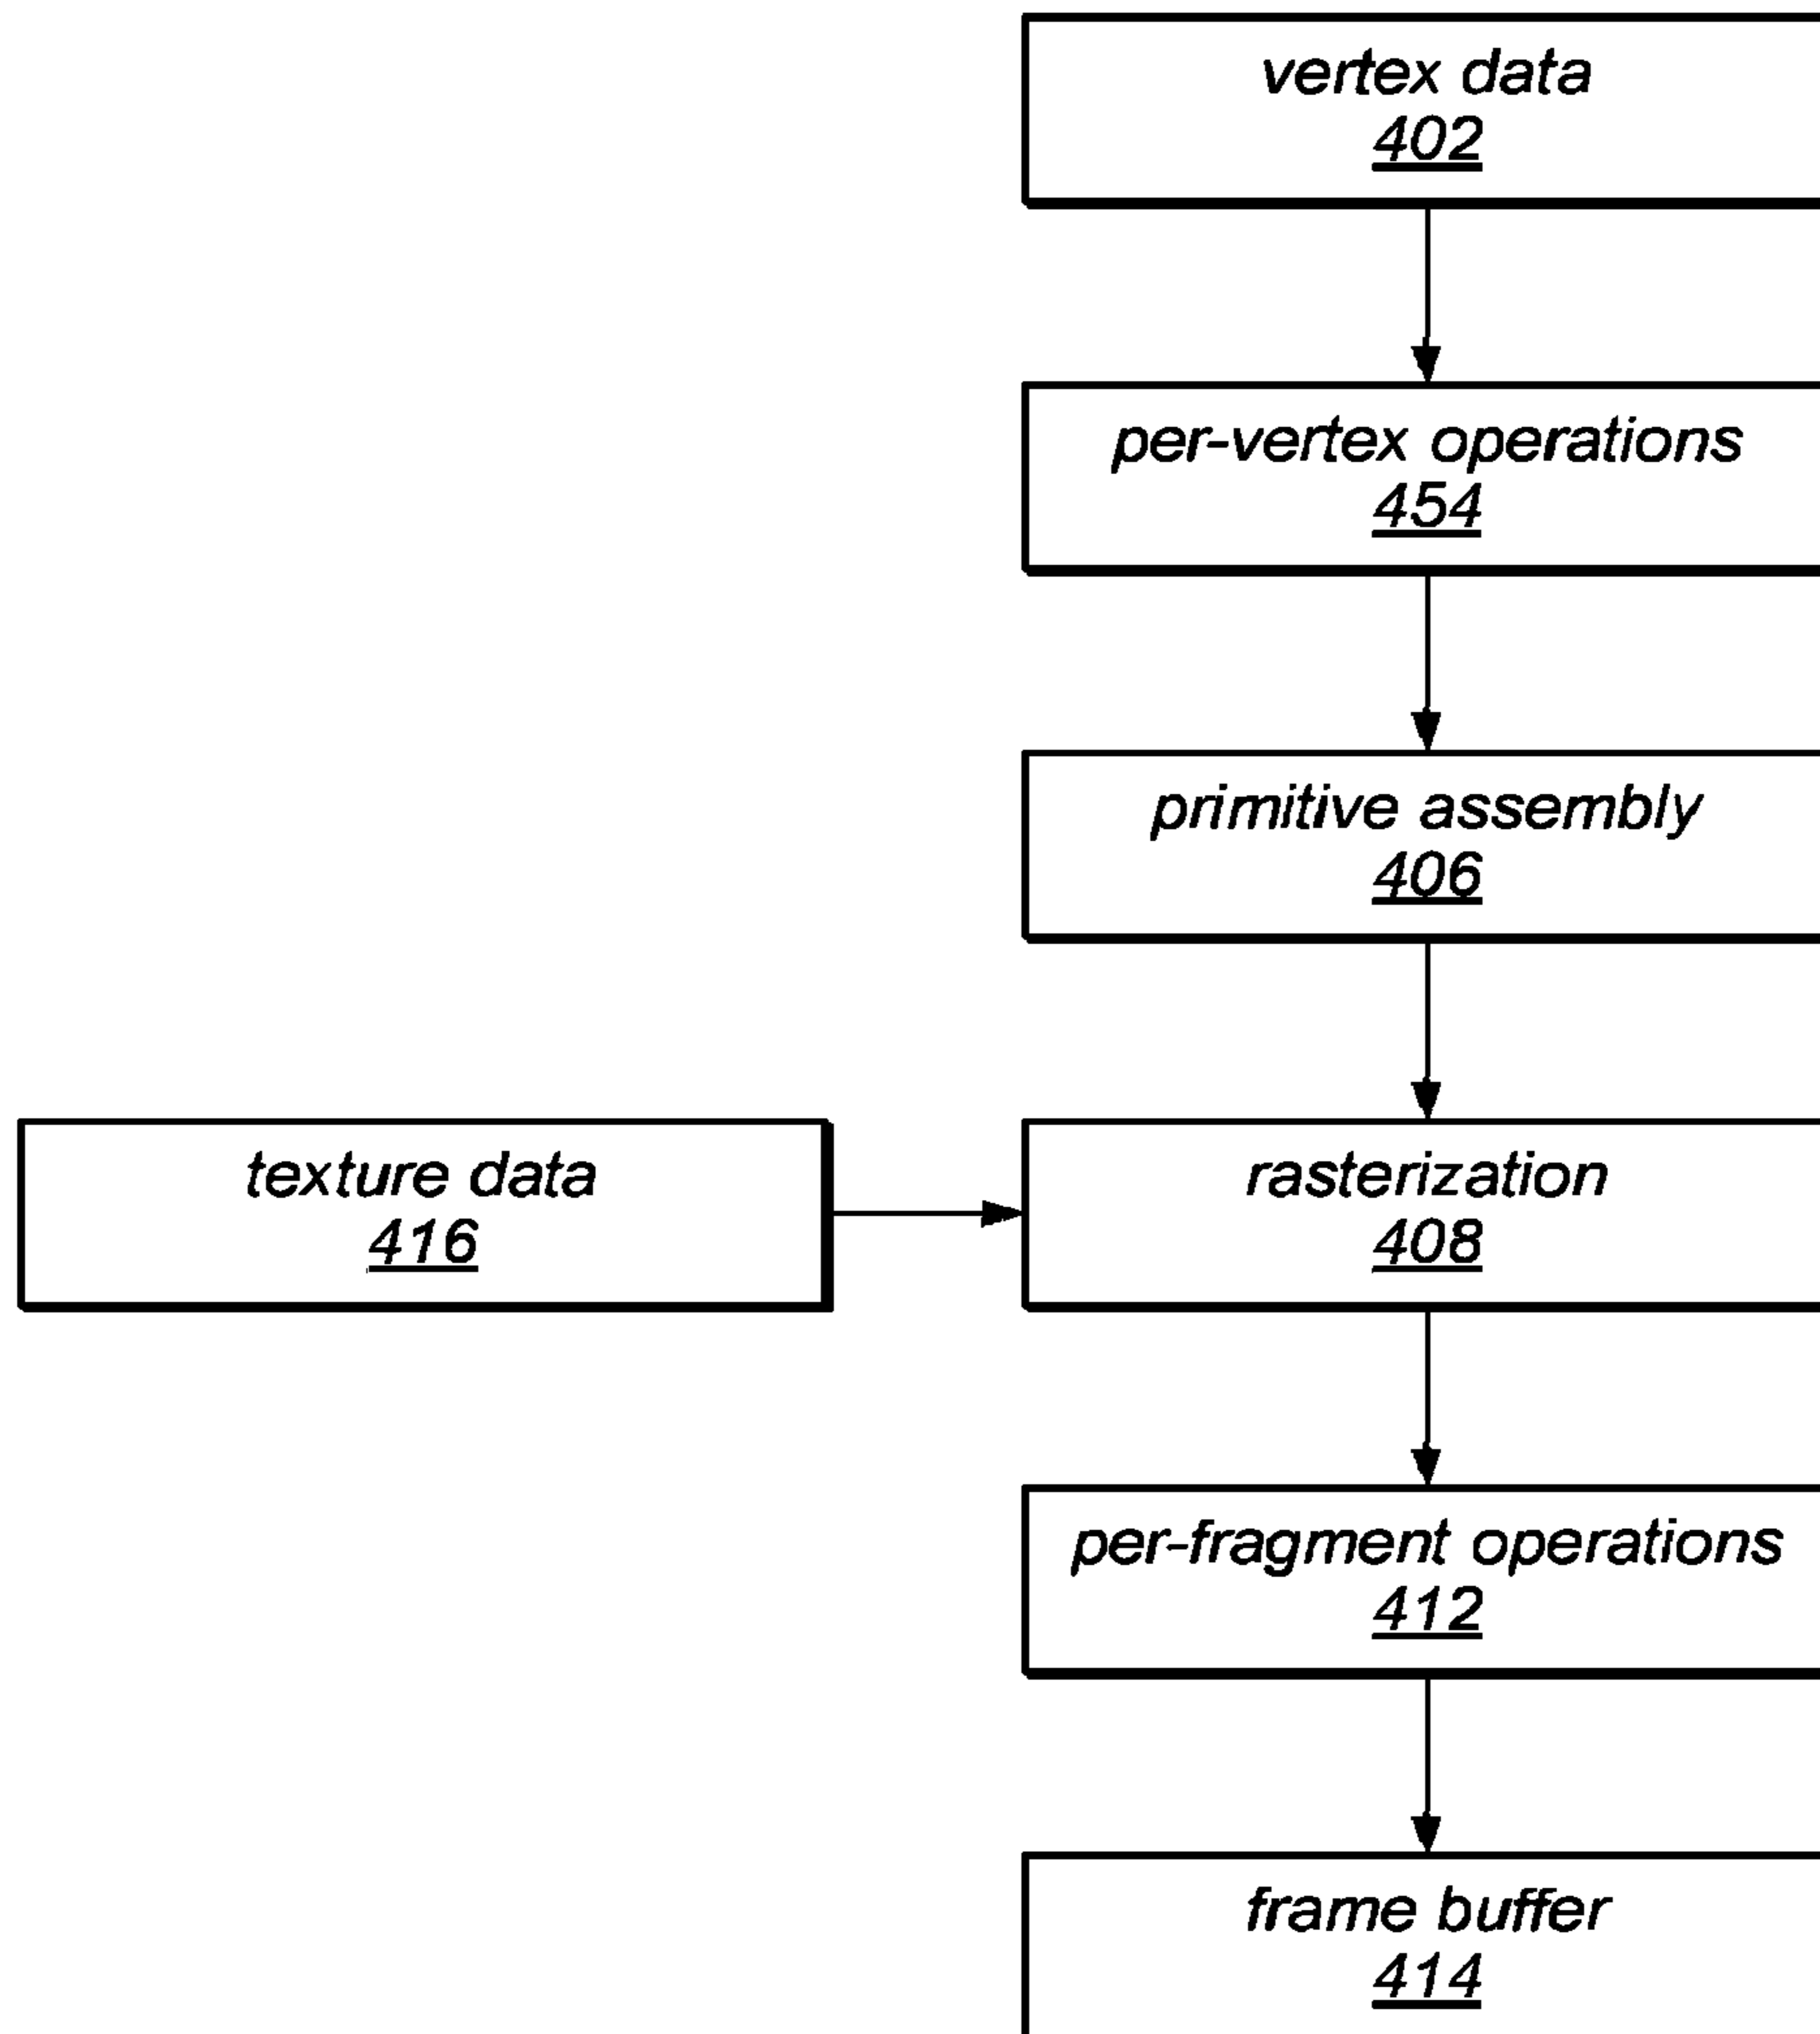 vertex data
402
per-vertex operations
454
primitive assembly
406
texture data
416
rasterization
408
per-fragment operations
412
frame buffer
414